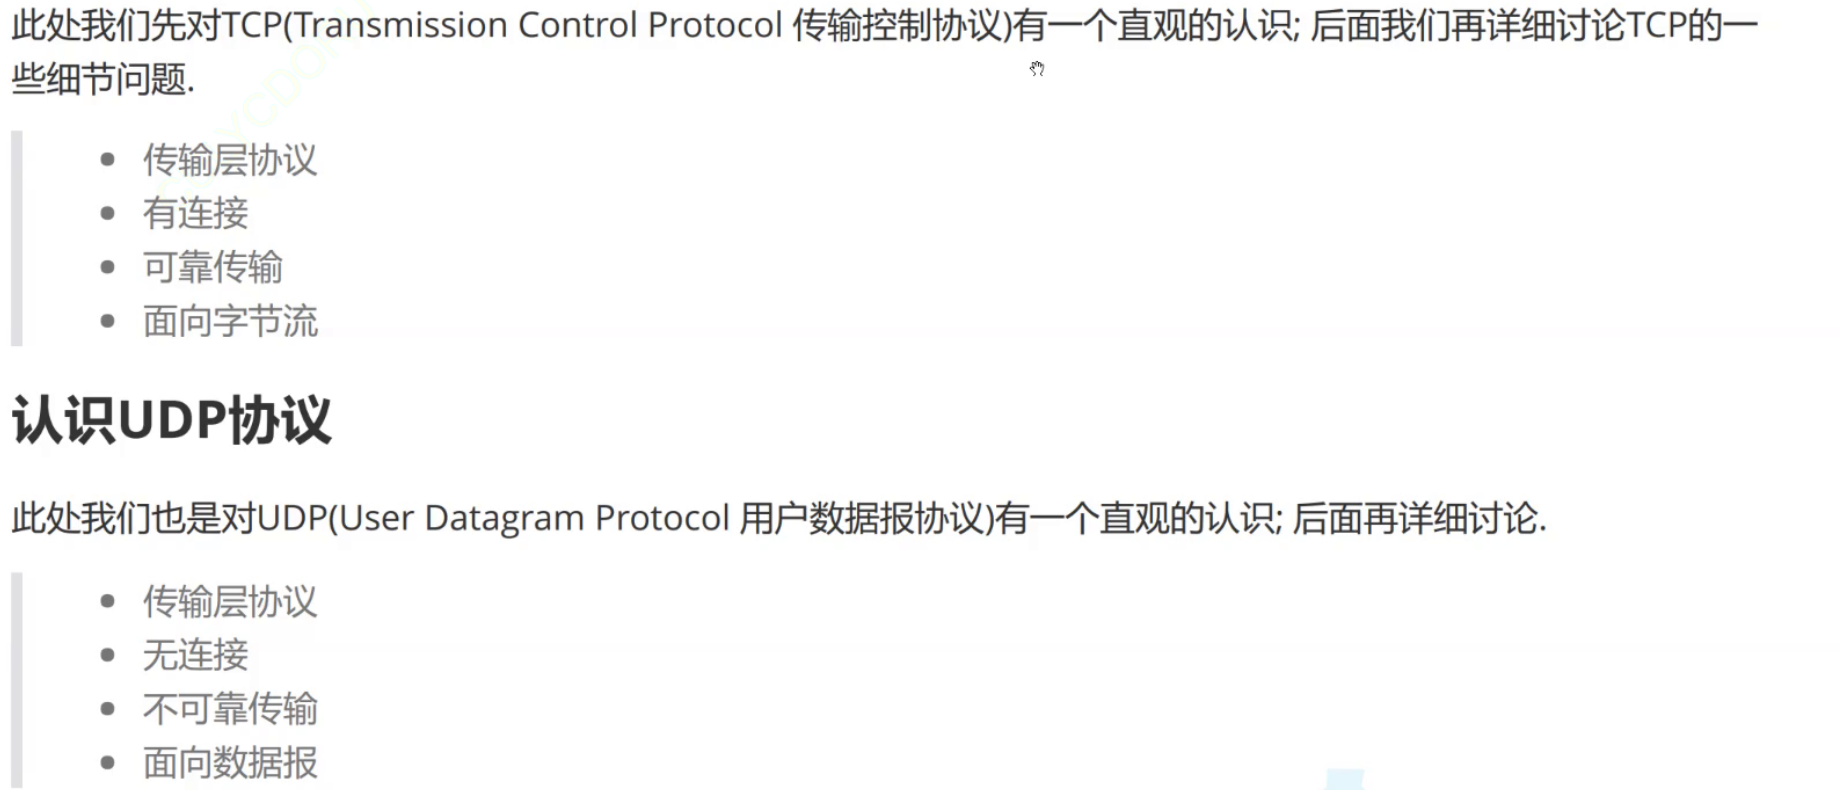 此处我们先对TCP(Transmission Control Protocol 传输控制协议)有一个直观的认识; 后面我们再详细讨论TCP的一
些细节问题.
传输层协议
有连接
可靠传输
面向字节流
认识UDP协议
此处我们也是对UDP(User Datagram Protocol 用户数据报协议)有一个直观的认识; 后面再详细讨论.
传输层协议
无连接
不可靠传输
面向数据报